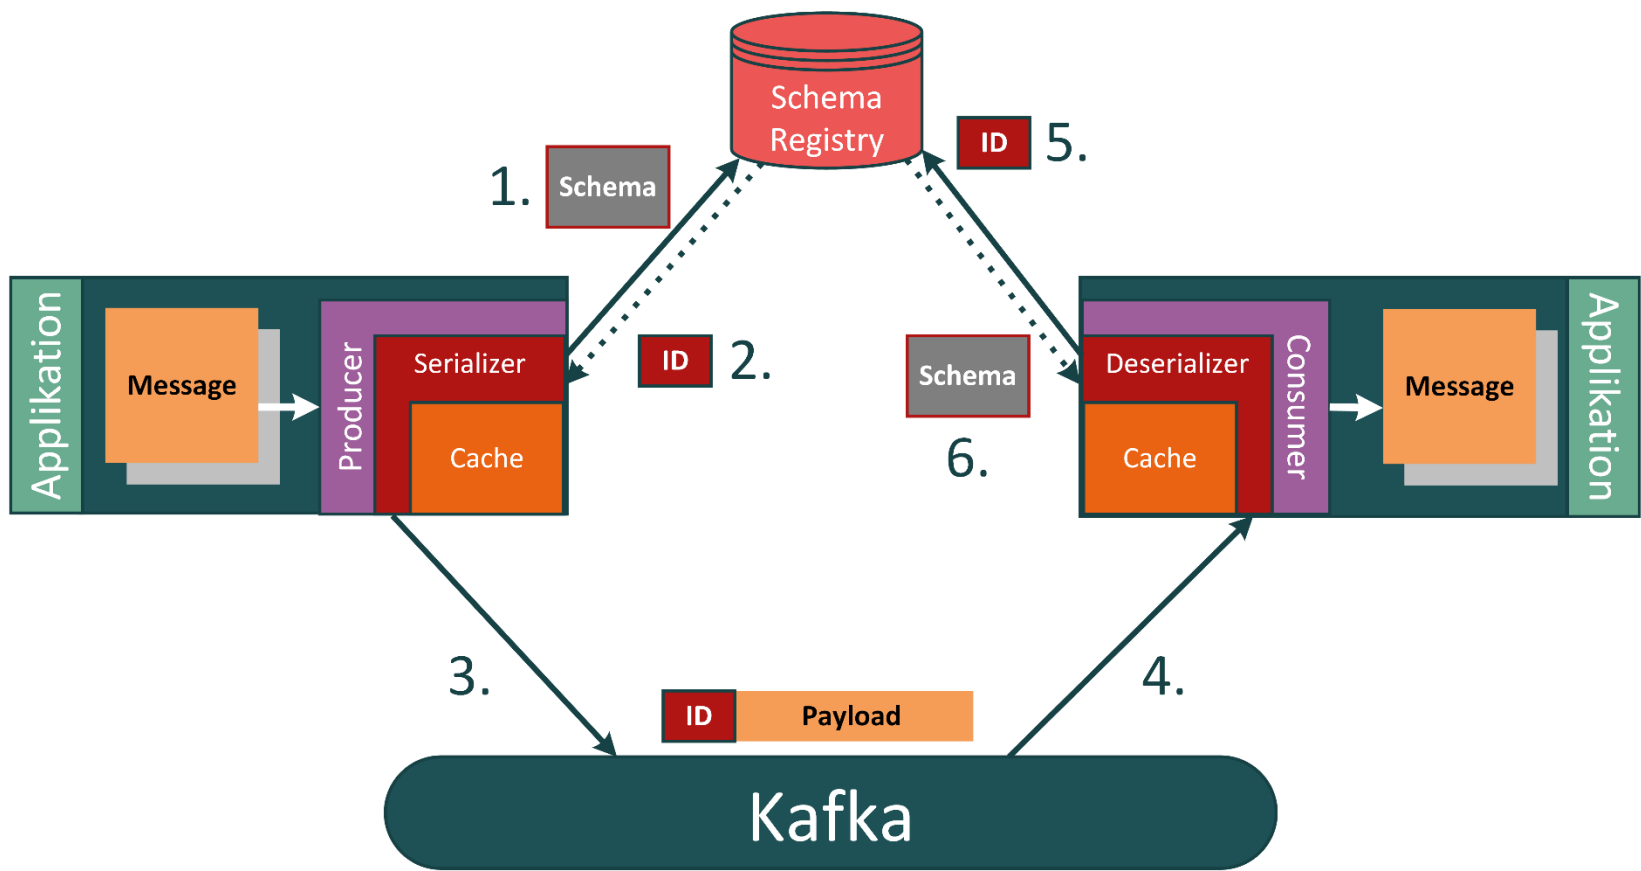 Schema
Registry
ID
5.
1.
Schema
Applikation
Message
Producer
Serializer
Cache
ID
2.
Schema
6.
Deserializer
Cache
Consumer
Message
Applikation
3.
4.
ID
Payload
Kafka